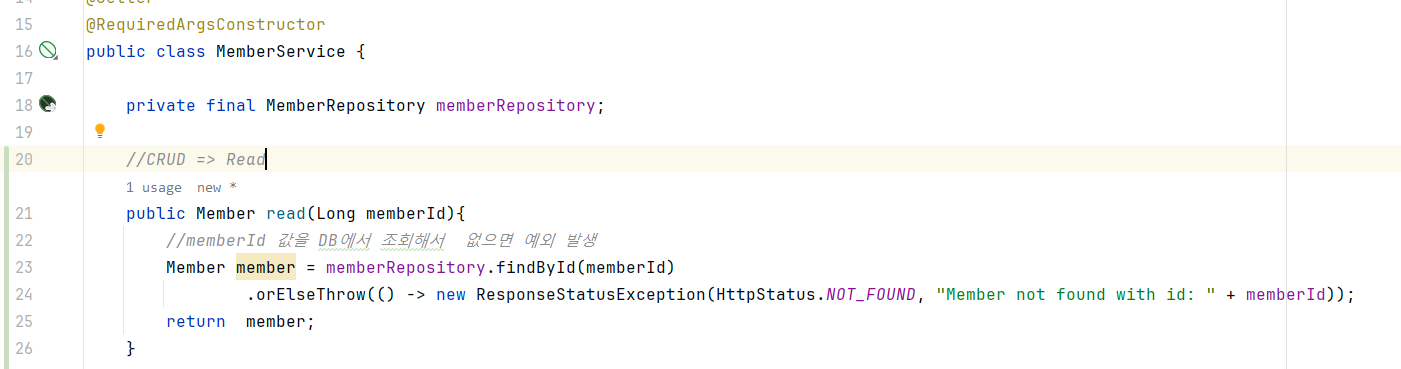 15 @RequiredArgsConstructor
16 public class MemberService {
17
18 private final MemberRepository memberRepository;
19
20 //CRUD => Read
1 usage new *
21 public Member read(Long memberId){
22 //memberId 값을 DB에서 조회해서  없으면 예외 발생
23 Member member = memberRepository.findById(memberId)
24 .orElseThrow(() -> new ResponseStatusException(HttpStatus.NOT_FOUND, "Member not found with id: " + memberId));
25 return  member;
26 }